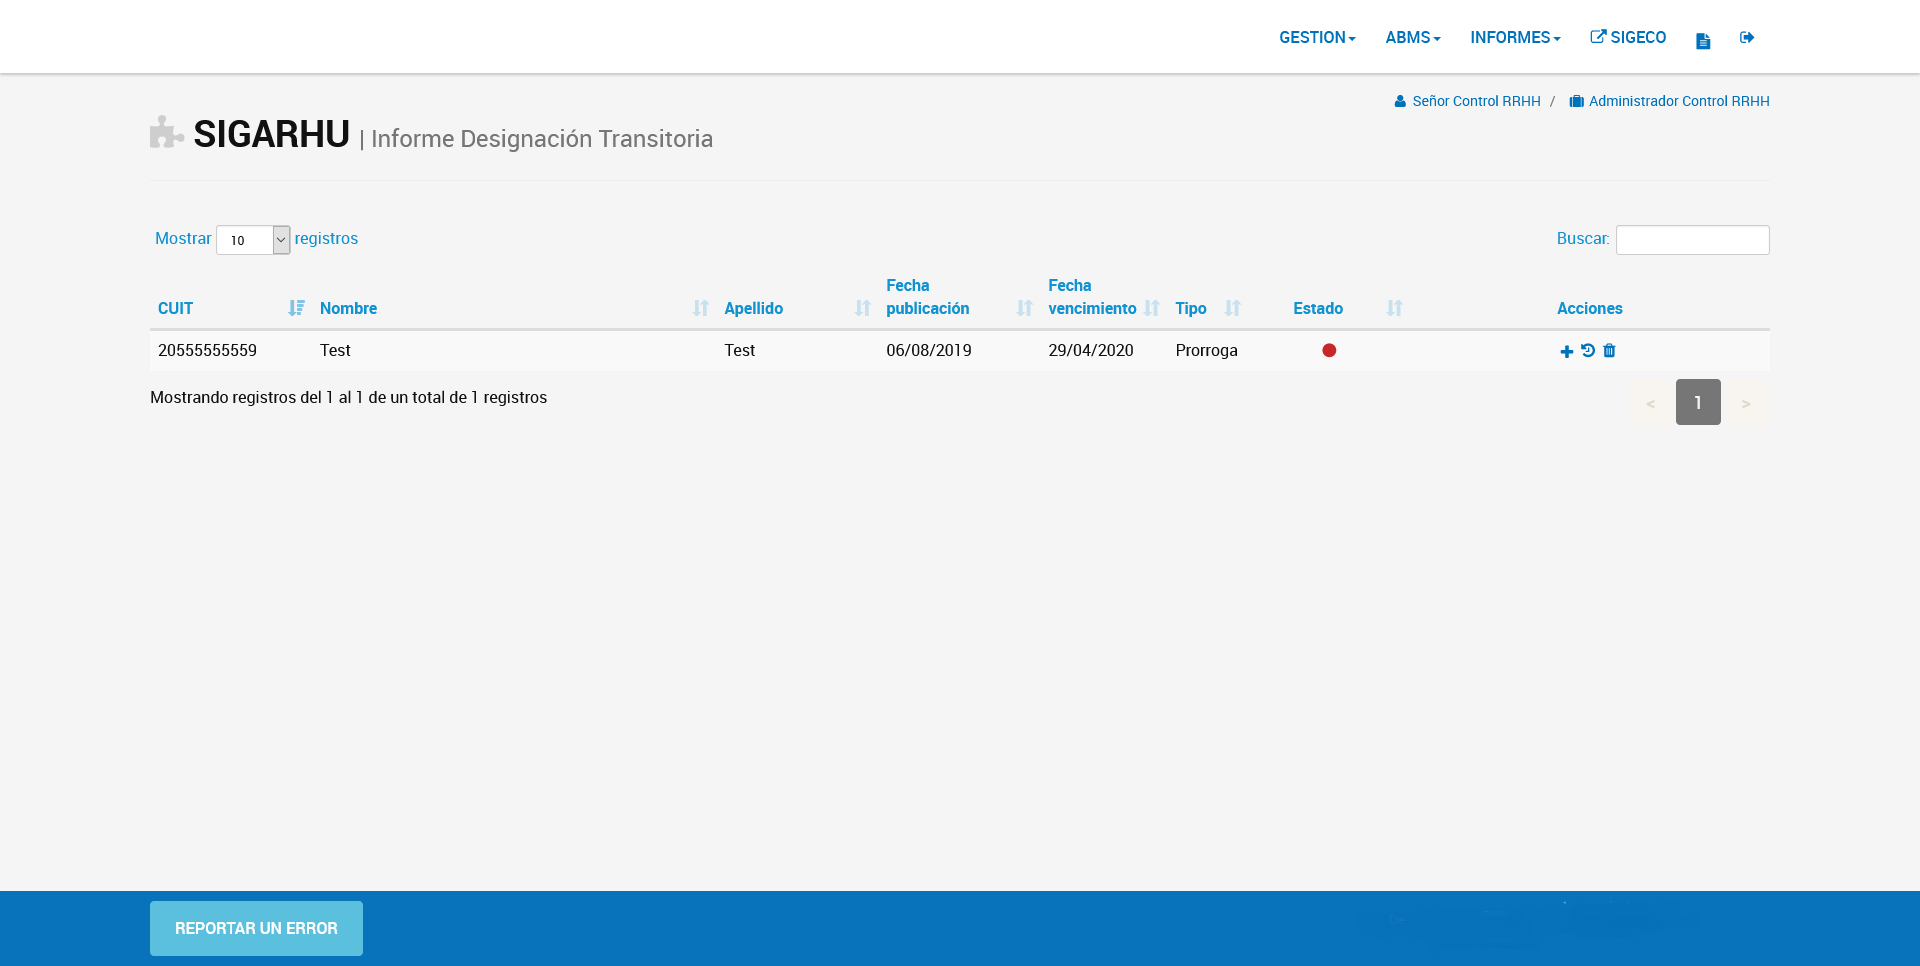 GESTION ABMS INFORMES SIGECO
Señor Control RRHH / Administrador Control RRHH
SIGARHU | Informe Designación Transitoria
Mostrar 10 registros Buscar:
CUIT Nombre Apellido Fecha publicación Fecha vencimiento Tipo Estado Acciones
20555555559 Test Test 06/08/2019 29/04/2020 Prorroga
Mostrando registros del 1 al 1 de un total de 1 registros < 1 >
REPORTAR UN ERROR